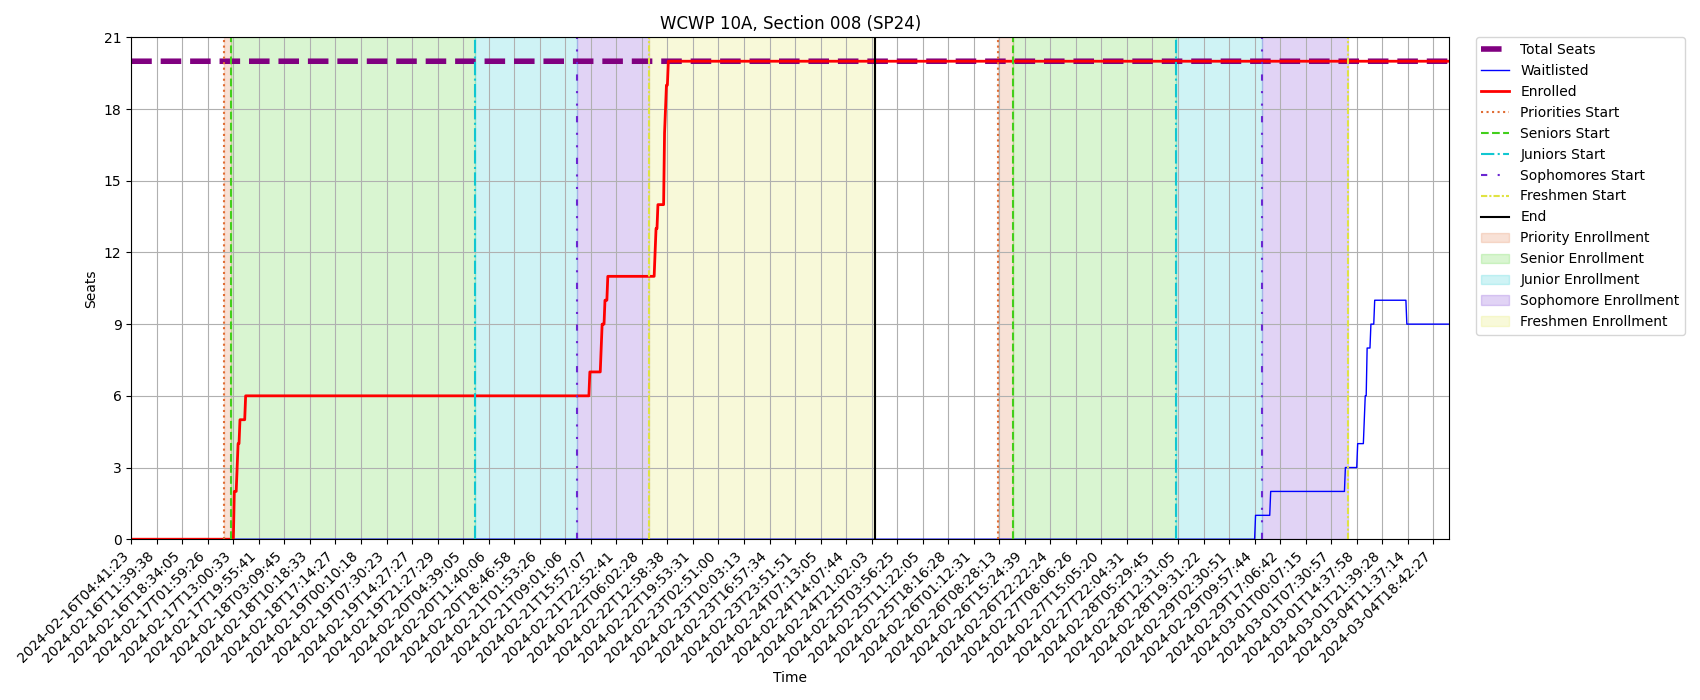 WCWP 10A, Section 008 (SP24)
21
18
15
12
9
6
3
0
Seats
2024-02-16T04:41:23
2024-02-16T11:39:38
2024-02-16T18:34:05
2024-02-17T01:59:26
2024-02-17T13:00:33
2024-02-17T19:55:41
2024-02-18T03:09:45
2024-02-18T10:18:33
2024-02-18T17:14:27
2024-02-19T00:10:18
2024-02-19T07:30:23
2024-02-19T14:27:27
2024-02-19T21:27:29
2024-02-20T04:39:05
2024-02-20T11:40:06
2024-02-20T18:46:58
2024-02-21T01:53:26
2024-02-21T09:01:06
2024-02-21T15:57:07
2024-02-21T22:52:41
2024-02-22T06:02:28
2024-02-22T12:58:38
2024-02-22T19:53:31
2024-02-23T02:51:00
2024-02-23T10:03:13
2024-02-23T16:57:34
2024-02-23T23:51:51
2024-02-24T07:13:05
2024-02-24T14:07:44
2024-02-24T21:02:03
2024-02-25T03:56:25
2024-02-25T11:22:05
2024-02-25T18:16:28
2024-02-26T01:12:31
2024-02-26T08:28:13
2024-02-26T15:24:39
2024-02-26T22:22:24
2024-02-27T08:06:26
2024-02-27T15:05:20
2024-02-27T22:04:31
2024-02-28T05:29:45
2024-02-28T12:31:05
2024-02-28T19:31:22
2024-02-29T02:30:51
2024-02-29T09:57:44
2024-02-29T17:06:42
2024-03-01T00:07:15
2024-03-01T07:30:57
2024-03-01T14:37:58
2024-03-01T21:39:28
2024-03-04T11:37:14
2024-03-04T18:42:27
Time
Total Seats
Waitlisted
Enrolled
Priorities Start
Seniors Start
Juniors Start
Sophomores Start
Freshmen Start
End
Priority Enrollment
Senior Enrollment
Junior Enrollment
Sophomore Enrollment
Freshmen Enrollment